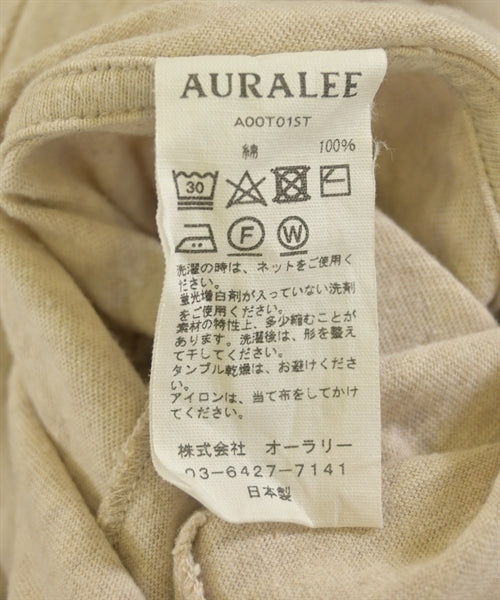 AURALEE
A00T01ST
綿 100%
30
F W
洗濯の時は、ネットをご使用く
ださい。
蛍光増白剤が入っていない洗剤
をご使用ください。
素材の特性上、多少縮むことが
あります。洗濯後は、形を整え
て干してください。
タンブル乾燥は、お避けくださ
い。
アイロンは、当て布をしてかけ
てください。
株式会社 オーラリー
03-6427-7141
日本製